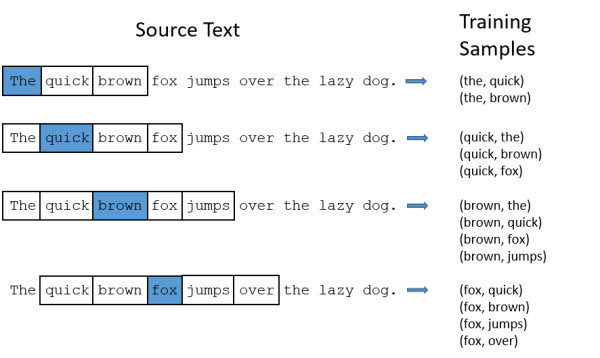 Source Text
Training
Samples
The quick brown fox jumps over the lazy dog.
(the, quick)
(the, brown)
The quick brown fox jumps over the lazy dog.
(quick, the)
(quick, brown)
(quick, fox)
The quick brown fox jumps over the lazy dog.
(brown, the)
(brown, quick)
(brown, fox)
(brown, jumps)
The quick brown fox jumps over the lazy dog.
(fox, quick)
(fox, brown)
(fox, jumps)
(fox, over)